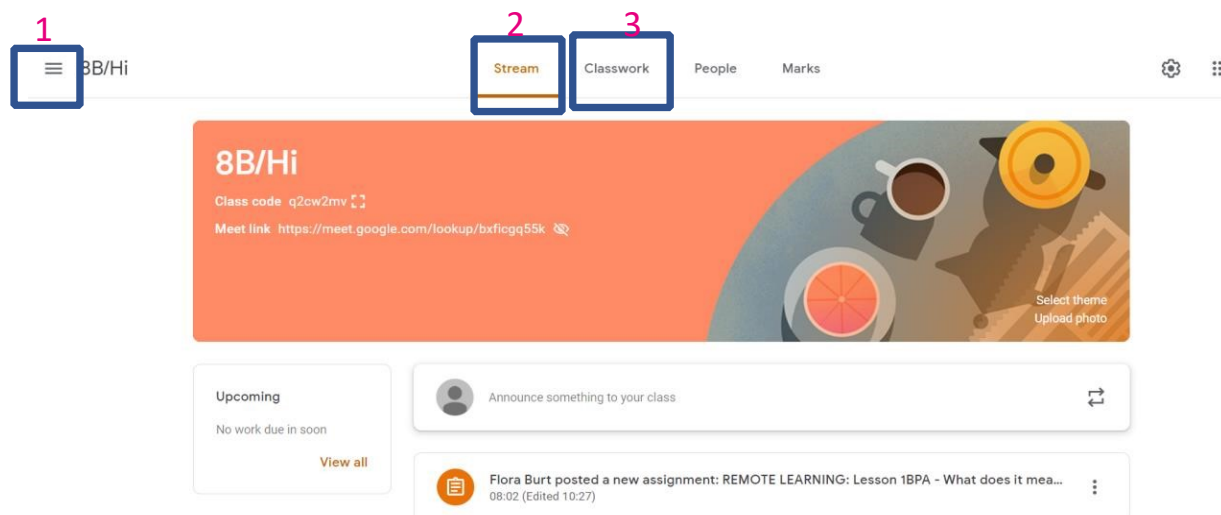 1
2
3
8B/Hi
Stream
Classwork
People
Marks
8B/Hi
Class code q2cw2mv
Meet link https://meet.google.com/lookup/bxficgq55k
Select theme
Upload photo
Upcoming
No work due in soon
View all
Announce something to your class
Flora Burt posted a new assignment: REMOTE LEARNING: Lesson 1BPA - What does it mea...
08:02 (Edited 10:27)